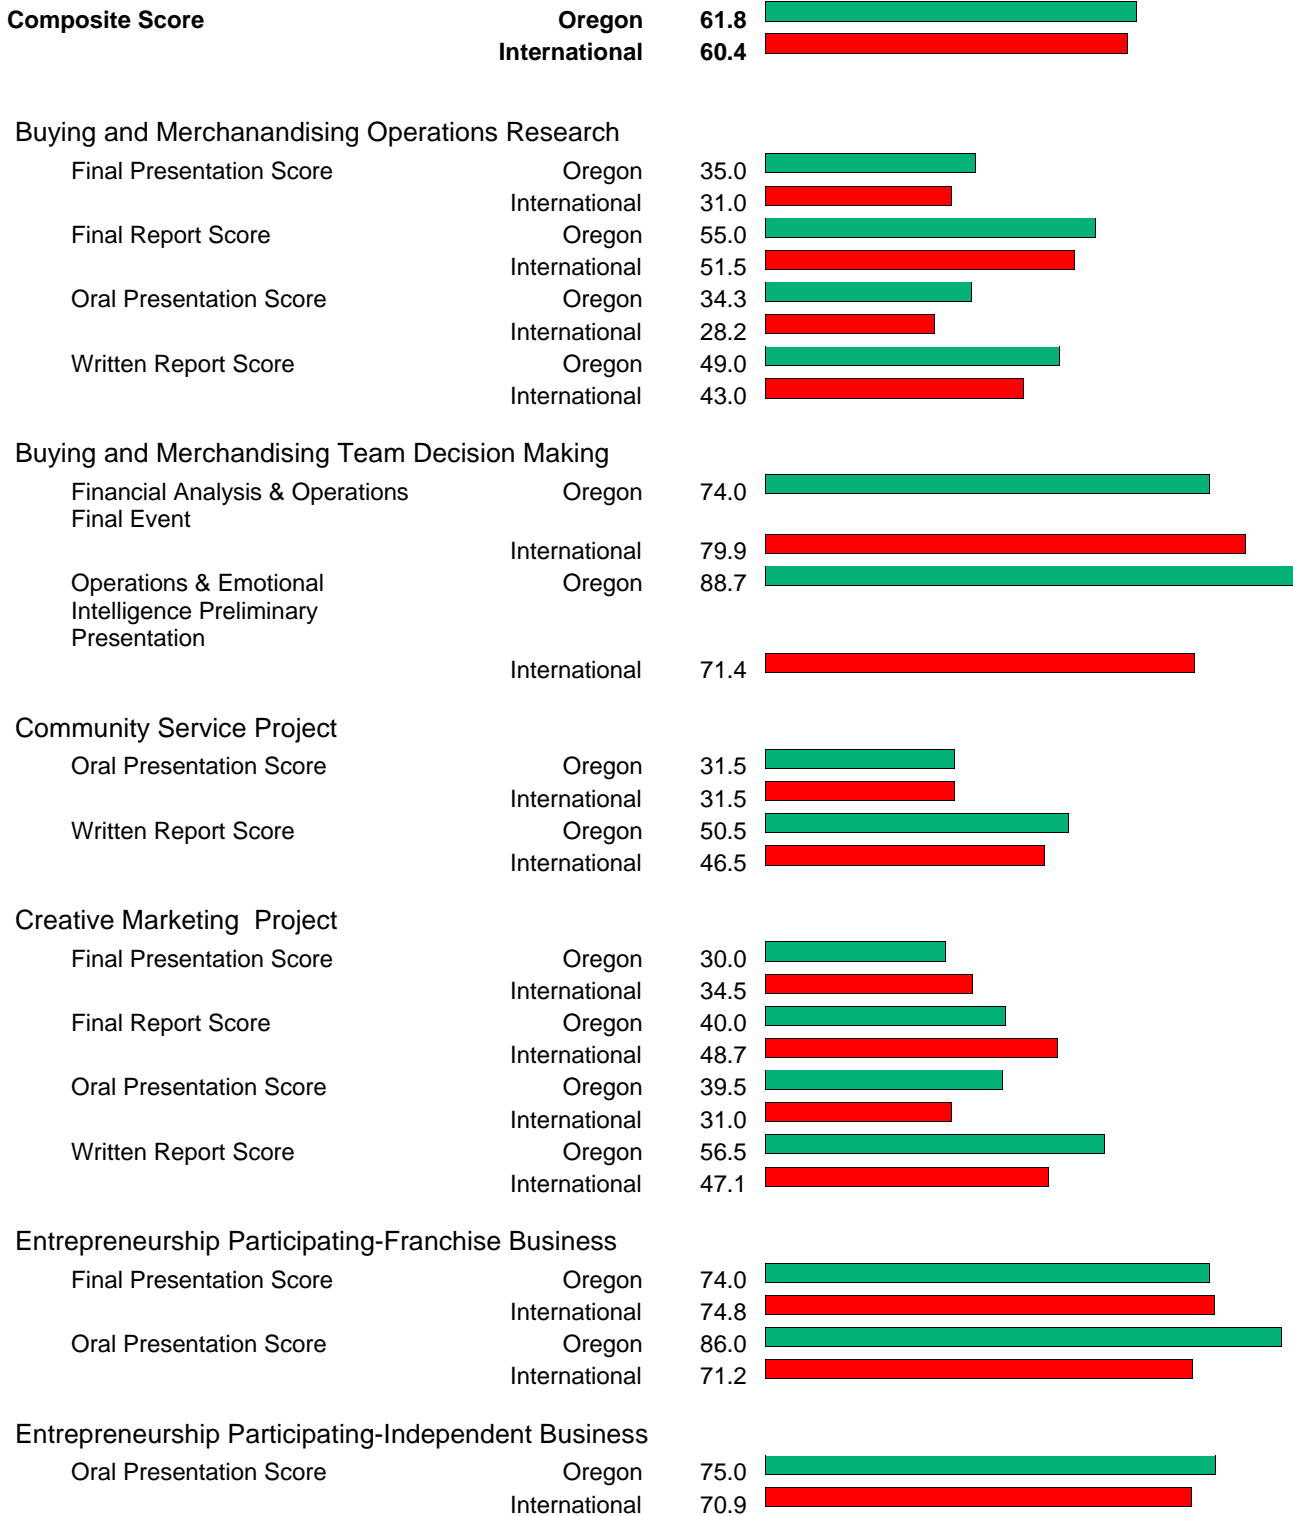 Composite Score Oregon 61.8
International 60.4
Buying and Merchanandising Operations Research
Final Presentation Score Oregon 35.0
International 31.0
Final Report Score Oregon 55.0
International 51.5
Oral Presentation Score Oregon 34.3
International 28.2
Written Report Score Oregon 49.0
International 43.0
Buying and Merchandising Team Decision Making
Financial Analysis & Operations Oregon 74.0
Final Event
International 79.9
Operations & Emotional Oregon 88.7
Intelligence Preliminary
Presentation
International 71.4
Community Service Project
Oral Presentation Score Oregon 31.5
International 31.5
Written Report Score Oregon 50.5
International 46.5
Creative Marketing  Project
Final Presentation Score Oregon 30.0
International 34.5
Final Report Score Oregon 40.0
International 48.7
Oral Presentation Score Oregon 39.5
International 31.0
Written Report Score Oregon 56.5
International 47.1
Entrepreneurship Participating-Franchise Business
Final Presentation Score Oregon 74.0
International 74.8
Oral Presentation Score Oregon 86.0
International 71.2
Entrepreneurship Participating-Independent Business
Oral Presentation Score Oregon 75.0
International 70.9